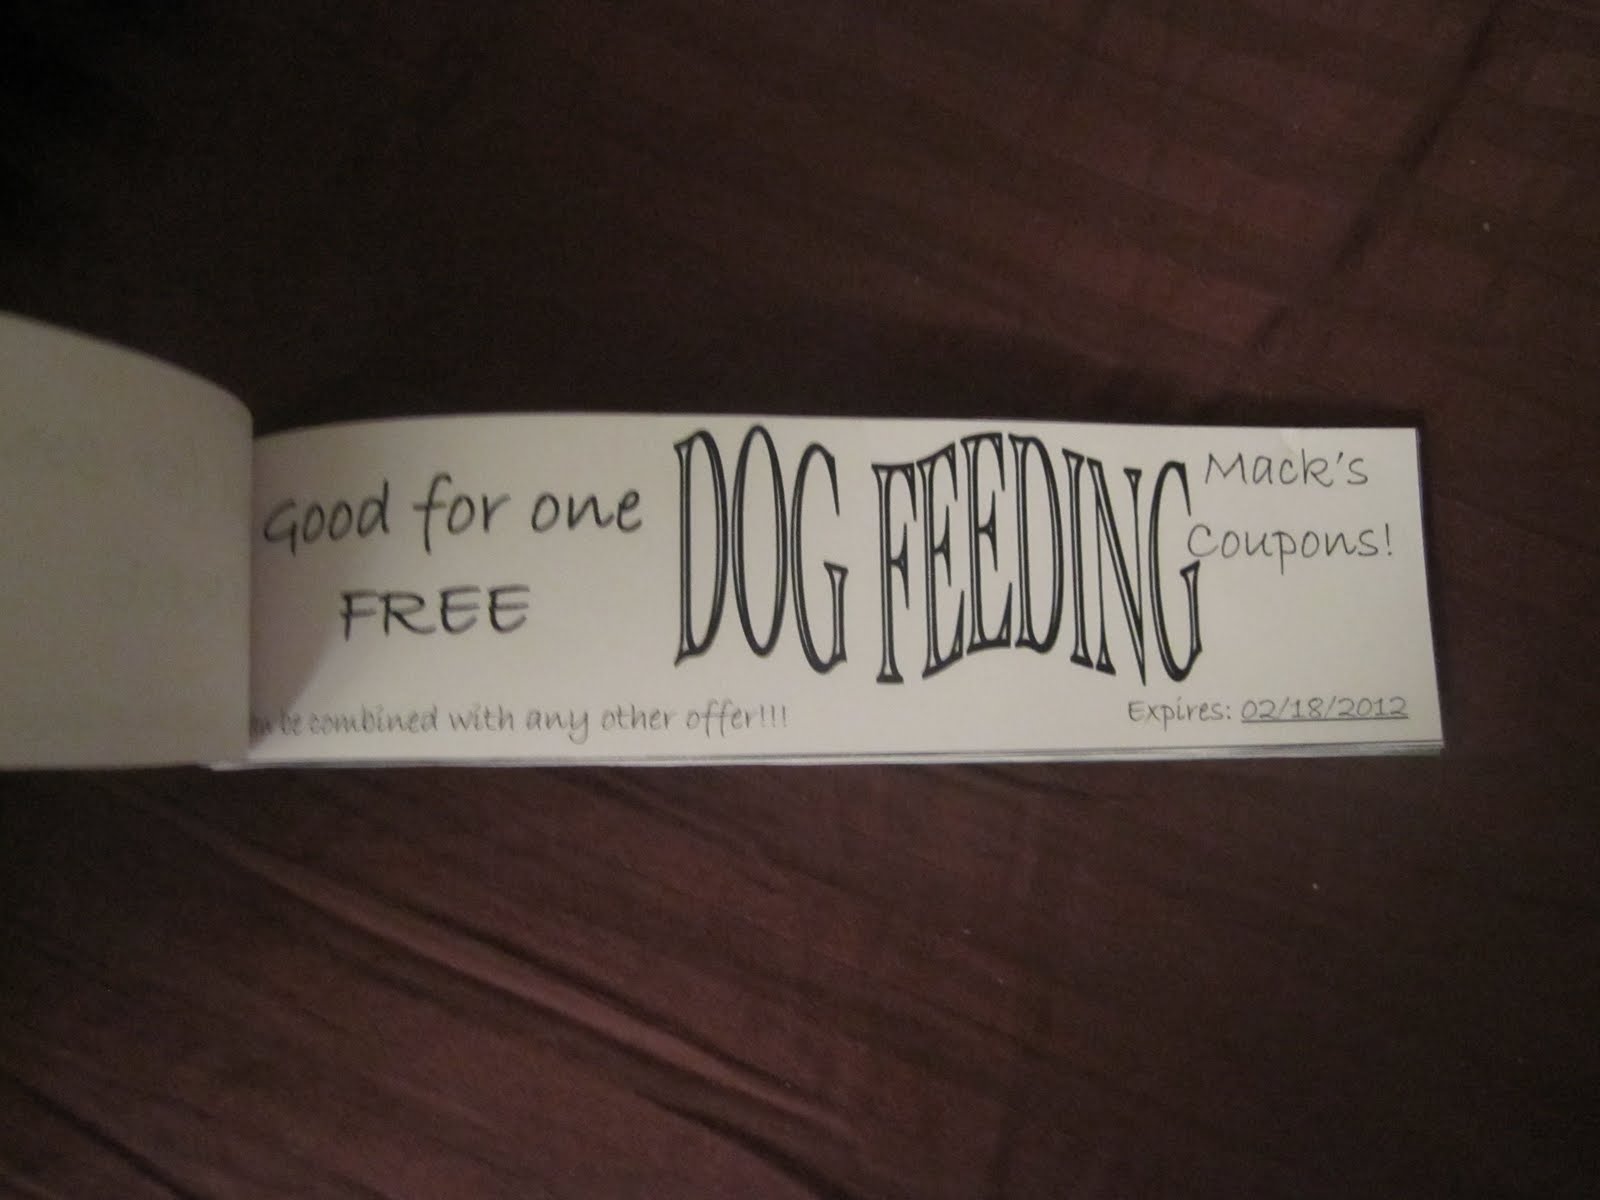 Good for one
FREE
DOG FEEDING
Mack's
Coupons!
be combined with any other offer!!!
Expires: 02/18/2012